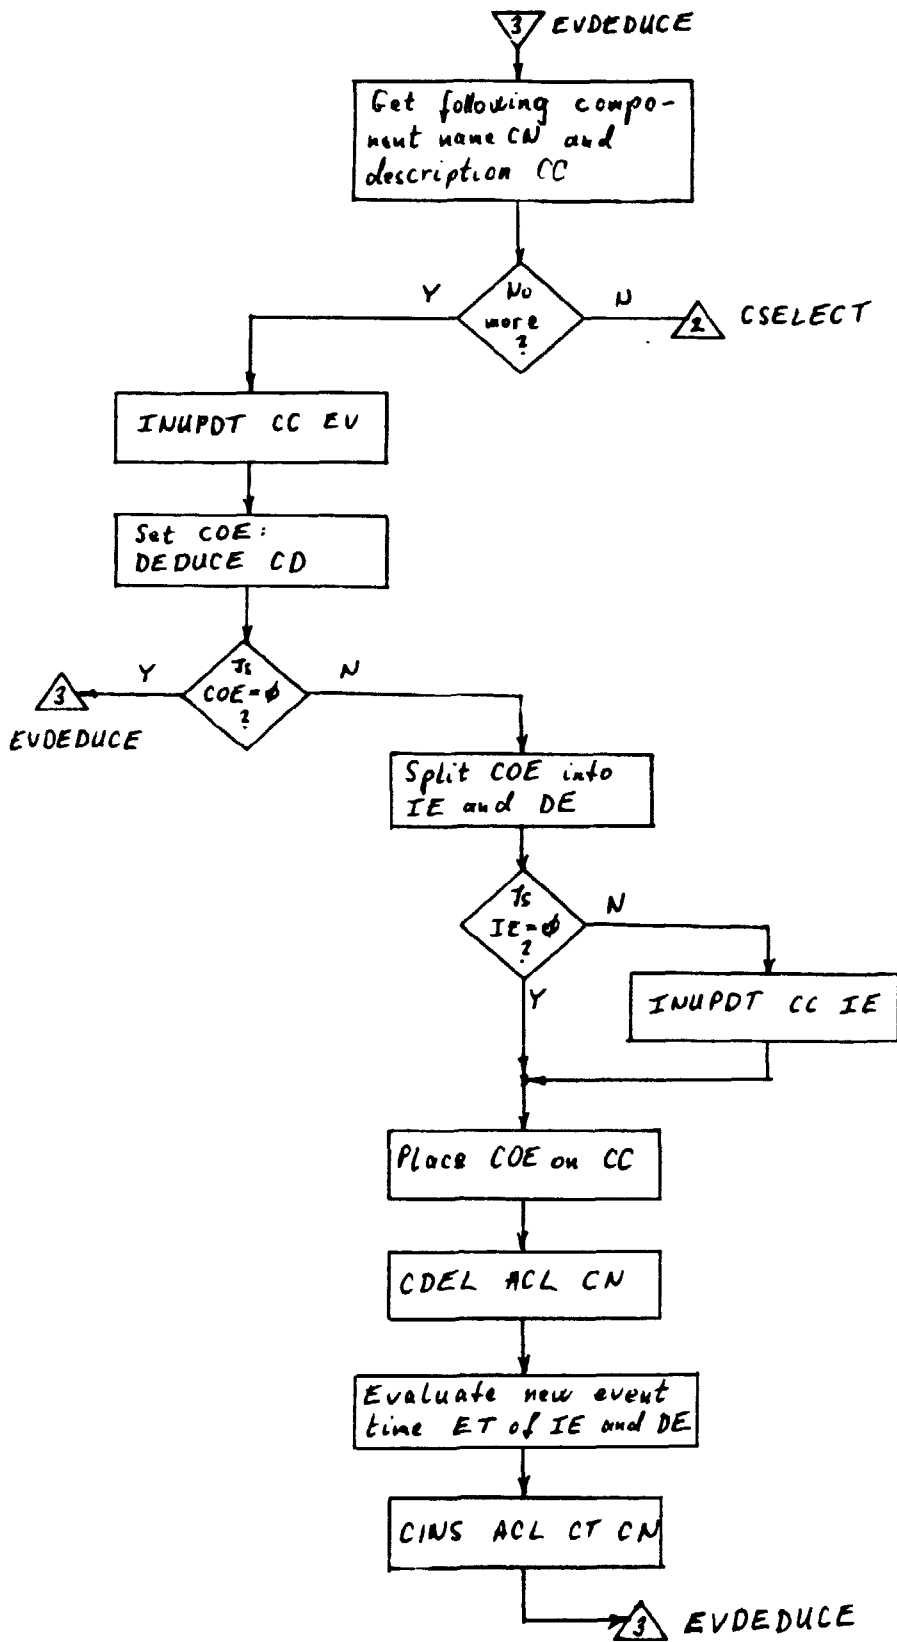 3 EVDEDUCE
Get following compo-
nent name CN and
description CC
Y
No
more
?
N
2 CSELECT
INUPDT CC EV
Set COE:
DEDUCE CD
Y
Is
COE=ϕ
?
N
3
EVDEDUCE
Split COE into
IE and DE
Is
IE=ϕ
?
N
Y
INUPDT CC IE
Place COE on CC
CDEL ACL CN
Evaluate new event
time ET of IE and DE
CINS ACL CT CN
3 EVDEDUCE